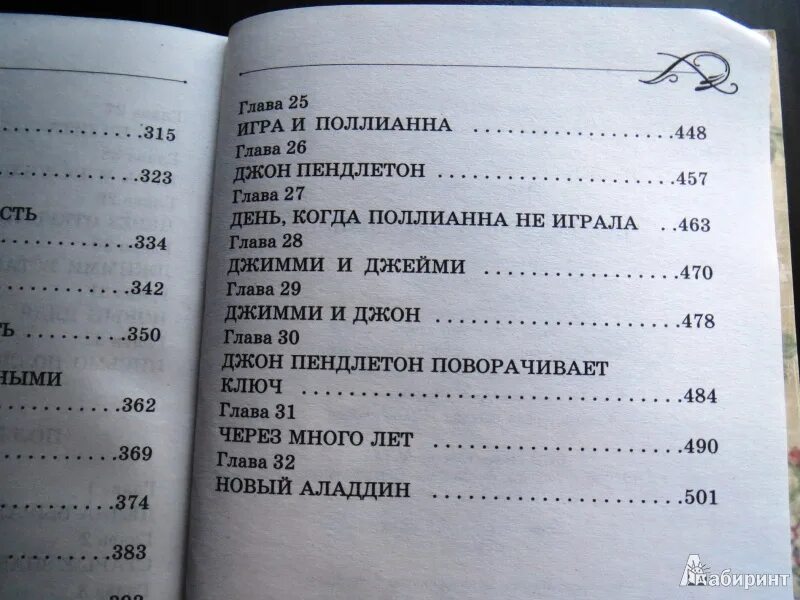 315
323
СТЬ
334
342
Ь
350
НЫМИ
362
369
374
383
Глава 25
ИГРА И ПОЛЛИАННА ........................ 448
Глава 26
ДЖОН ПЕНДЛЕТОН ........................ 457
Глава 27
ДЕНЬ, КОГДА ПОЛЛИАННА НЕ ИГРАЛА ..463
Глава 28
ДЖИММИ И ДЖЕЙМИ ........................ 470
Глава 29
ДЖИММИ И ДЖОН ........................ 478
Глава 30
ДЖОН ПЕНДЛЕТОН ПОВОРАЧИВАЕТ
КЛЮЧ ........................ 484
Глава 31
ЧЕРЕЗ МНОГО ЛЕТ ........................ 490
Глава 32
НОВЫЙ АЛАДДИН ........................ 501
Лабиринт